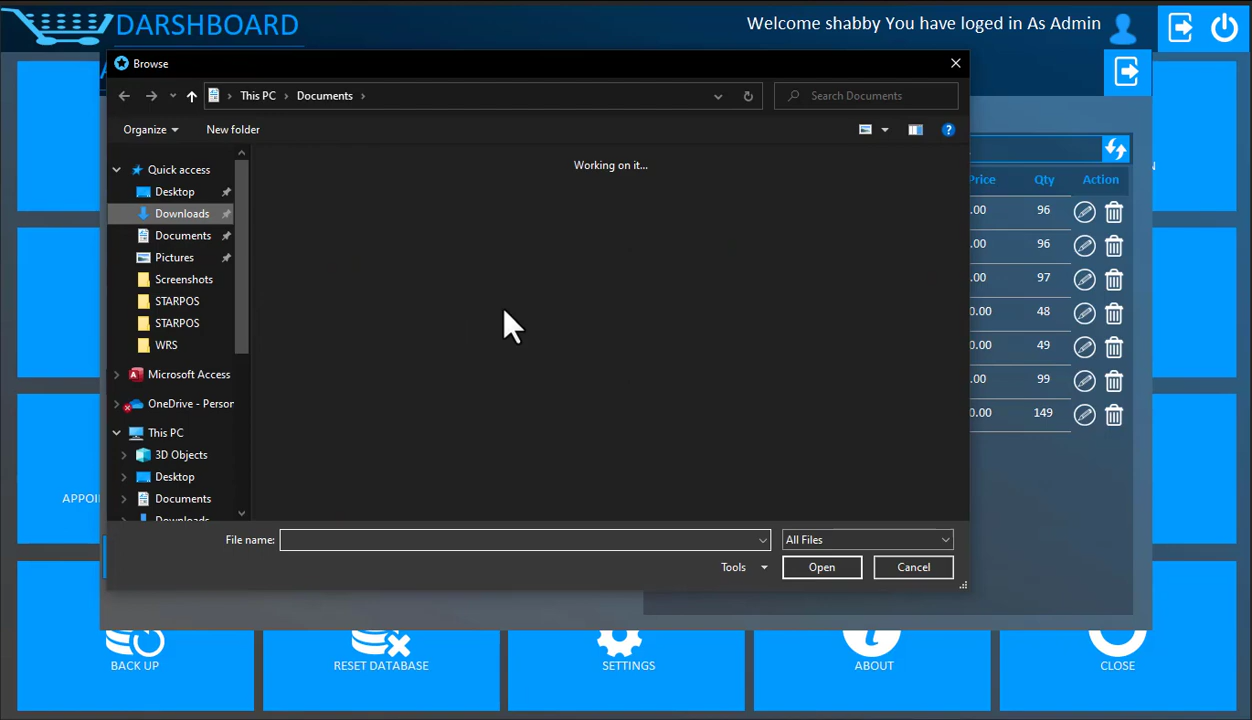 DARSHBOARD
Welcome shabby You have loged in As Admin
Browse
This PC
Documents
Search Documents
Organize
New folder
Working on it...
Quick access
Desktop
Downloads
Documents
Pictures
Screenshots
STARPOS
STARPOS
WRS
Microsoft Access
OneDrive - Person
This PC
3D Objects
Desktop
Documents
Downloads
File name:
All Files
Tools
Open
Cancel
Price Qty Action
.00 96
.00 96
.00 97
0.00 48
00.00 49
.00 99
0.00 149
N
APPOI
BACK UP
RESET DATABASE
SETTINGS
ABOUT
CLOSE